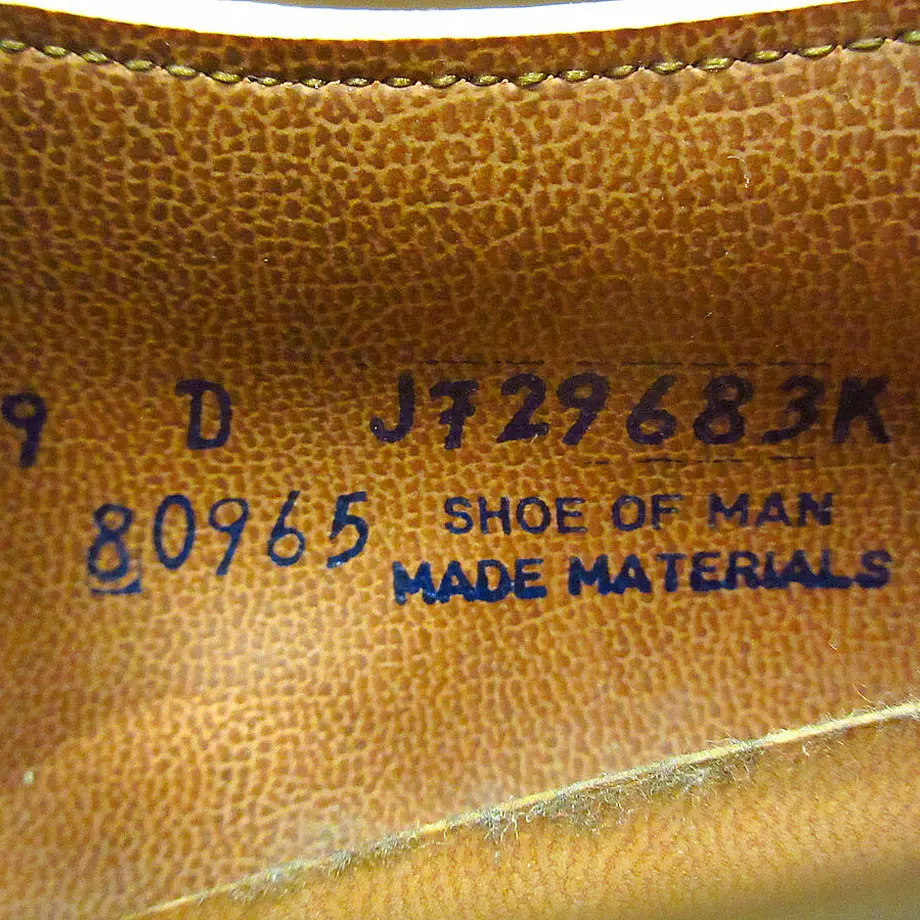 9 D J729683K
80965 SHOE OF MAN
MADE MATERIALS